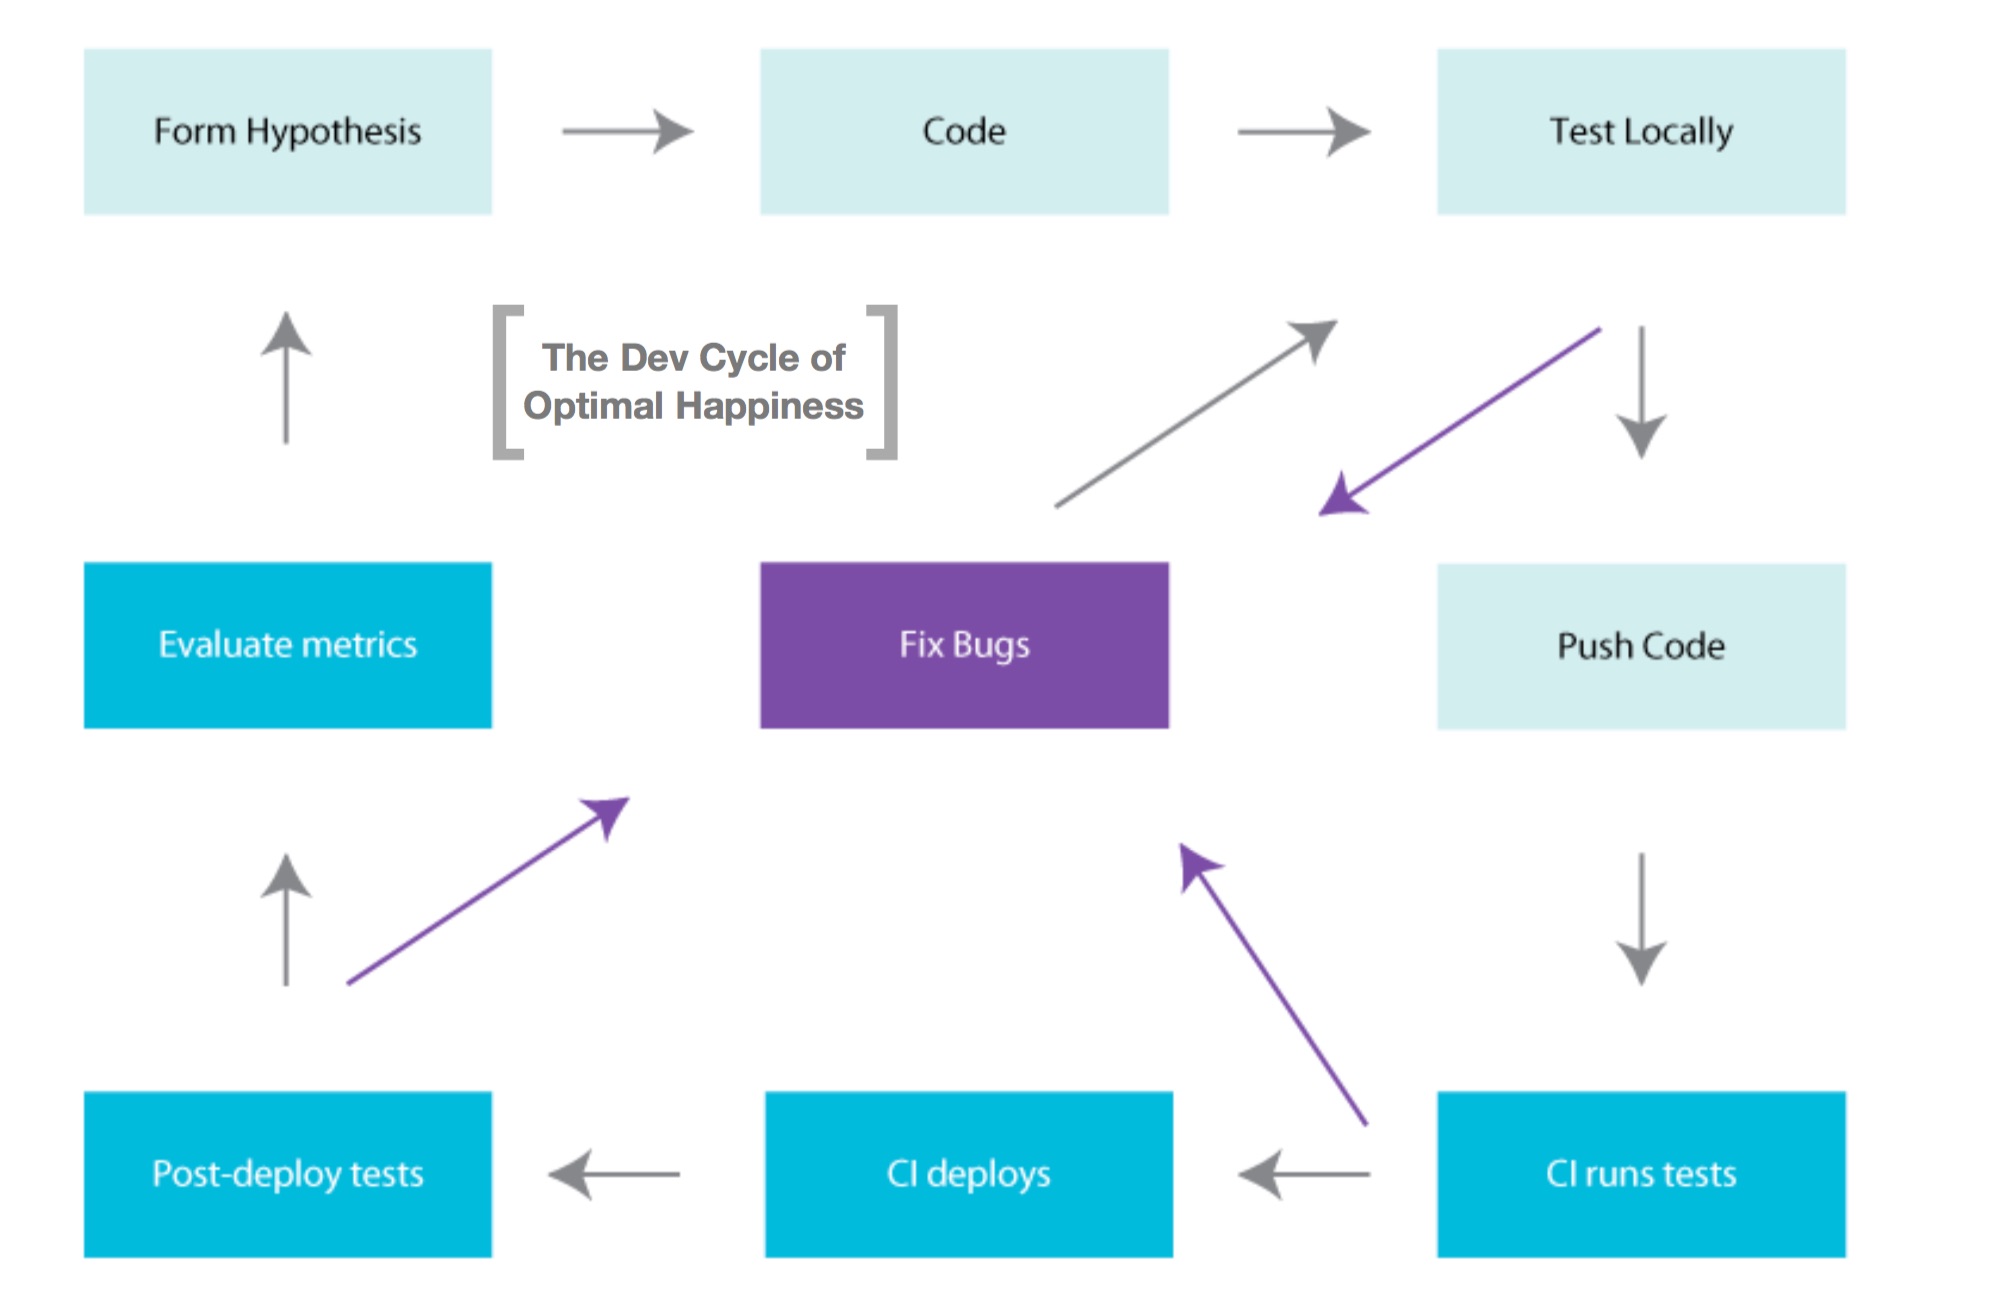 Form Hypothesis
Code
Test Locally
The Dev Cycle of
Optimal Happiness
Evaluate metrics
Fix Bugs
Push Code
Post-deploy tests
CI deploys
CI runs tests